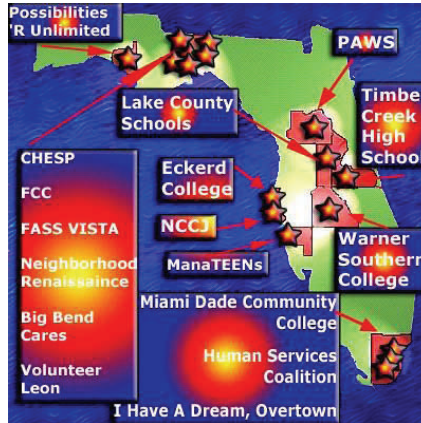 Possibilities
'R Unlimited
PAWS
Lake County
Schools
Timber
Creek
High
School
CHESP
FCC
FASS VISTA
Neighborhood
Renaissaince
Big Bend
Cares
Volunteer
Leon
Eckerd
College
NCCJ
ManaTEENs
Warner
Southern
College
Miami Dade Community
College
Human Services
Coalition
I Have A Dream, Overtown